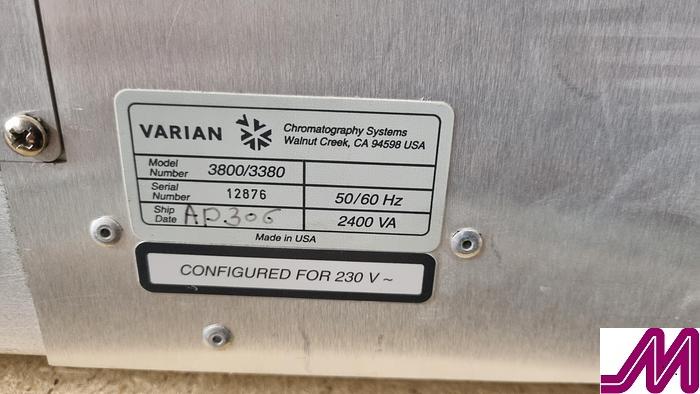 VARIAN
Chromatography Systems
Walnut Creek, CA 94598 USA
Model Number 3800/3380
Serial Number 12876
50/60 Hz
Ship Date
2400 VA
Made in USA
CONFIGURED FOR 230 V ~